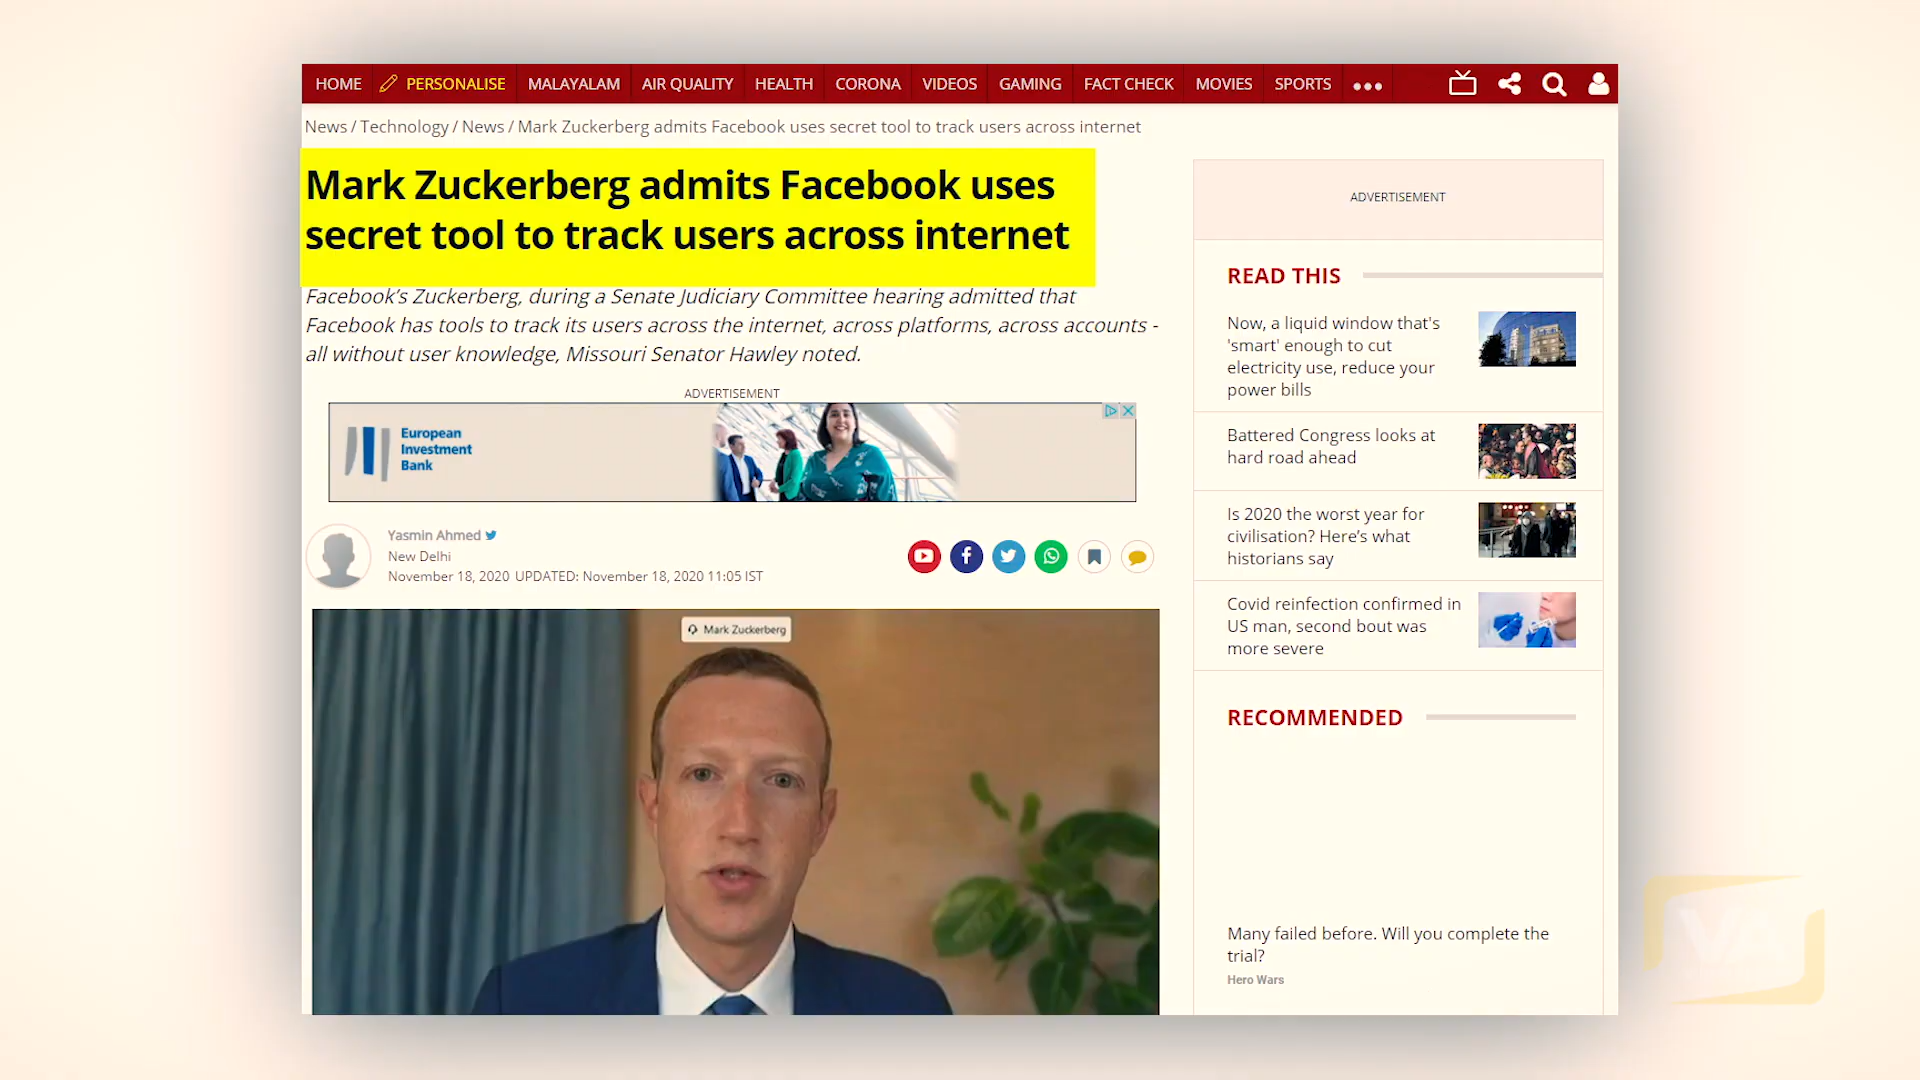 HOME PERSONALISE MALAYALAM AIR QUALITY HEALTH CORONA VIDEOS GAMING FACT CHECK MOVIES SPORTS
News / Technology / News / Mark Zuckerberg admits Facebook uses secret tool to track users across internet
Mark Zuckerberg admits Facebook uses
secret tool to track users across internet
Facebook’s Zuckerberg, during a Senate Judiciary Committee hearing admitted that
Facebook has tools to track its users across the internet, across platforms, across accounts -
all without user knowledge, Missouri Senator Hawley noted.
ADVERTISEMENT
European
Investment
Bank
Yasmin Ahmed
New Delhi
November 18, 2020 UPDATED: November 18, 2020 11:05 IST
Mark Zuckerberg
ADVERTISEMENT
READ THIS
Now, a liquid window that's
'smart' enough to cut
electricity use, reduce your
power bills
Battered Congress looks at
hard road ahead
Is 2020 the worst year for
civilisation? Here’s what
historians say
Covid reinfection confirmed in
US man, second bout was
more severe
RECOMMENDED
Many failed before. Will you complete the
trial?
Hero Wars
VA